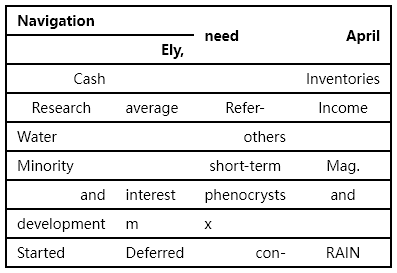 Navigation need April
Ely,
Cash Inventories
Research average Refer- Income
Water others
Minority short-term Mag.
and interest phenocrysts and
development m x
Started Deferred con- RAIN